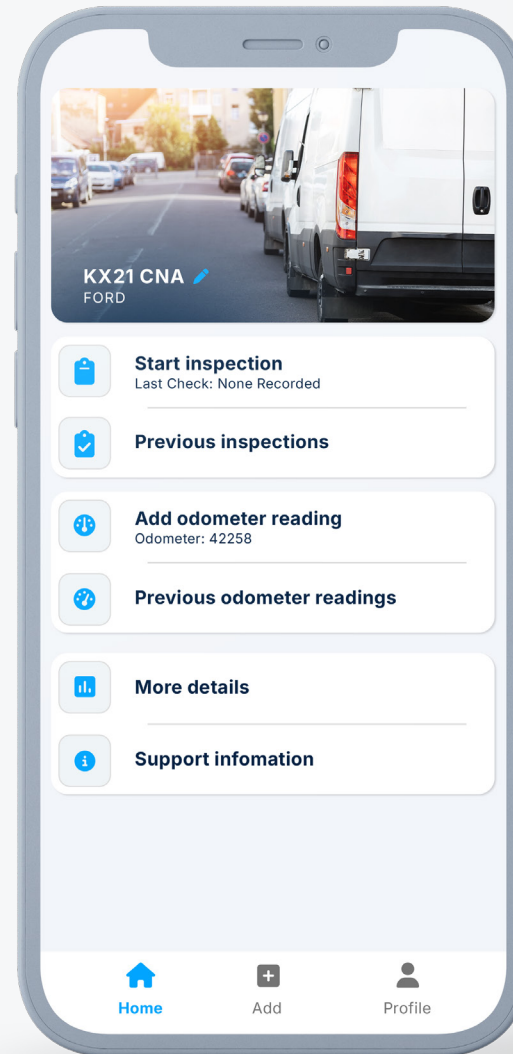 KX21 CNA
FORD
Start inspection
Last Check: None Recorded
Previous inspections
Add odometer reading
Odometer: 42258
Previous odometer readings
More details
Support infomation
Home
Add
Profile